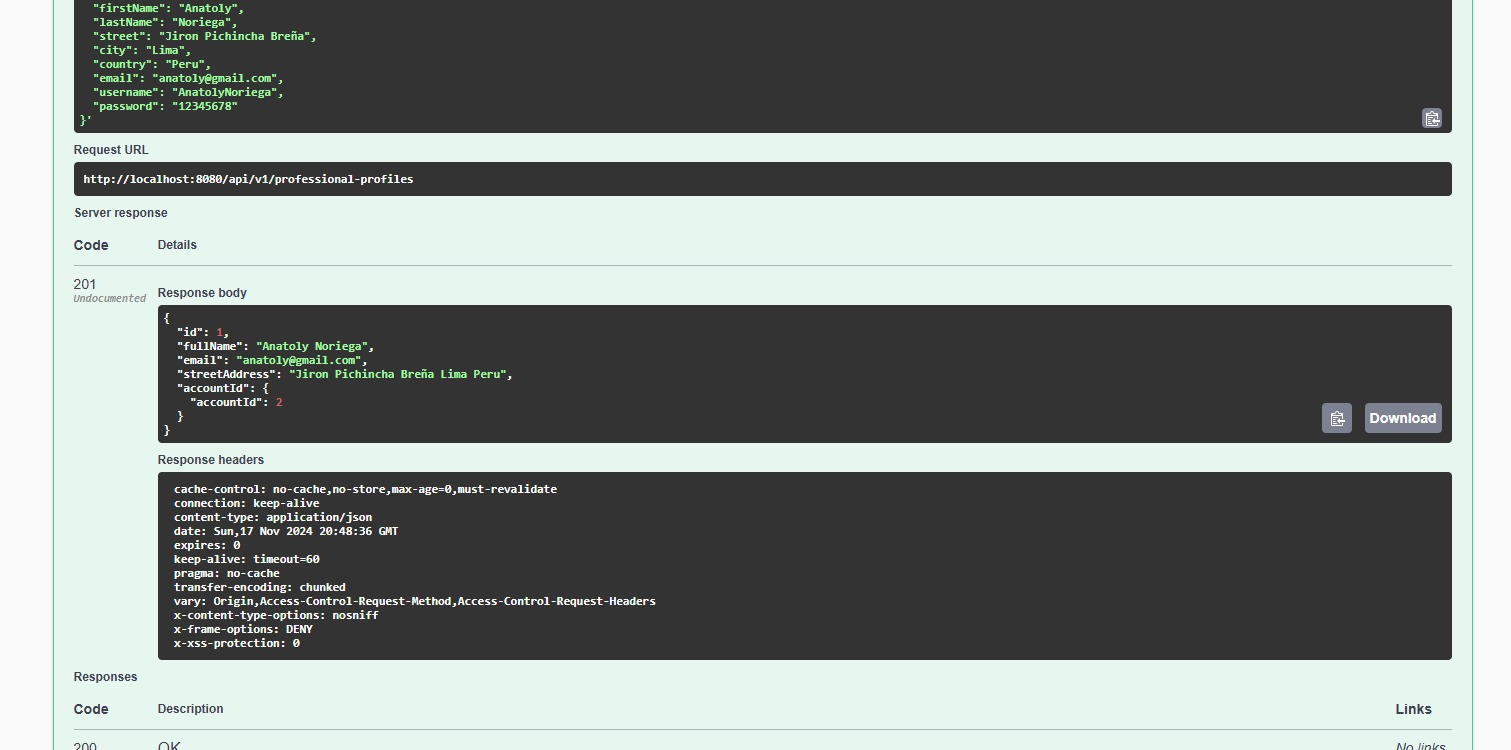 "firstName": "Anatoly",
"lastName": "Noriega",
"street": "Jiron Pichincha Breña",
"city": "Lima",
"country": "Peru",
"email": "anatoly@gmail.com",
"username": "AnatolyNoriega",
"password": "12345678"
}'
Request URL
http://localhost:8080/api/v1/professional-profiles
Server response
Code Details
201
Undocumented
Response body
{
"id": 1,
"fullName": "Anatoly Noriega",
"email": "anatoly@gmail.com",
"streetAddress": "Jiron Pichincha Breña Lima Peru",
"accountId": {
"accountId": 2
}
}
Download
Response headers
cache-control: no-cache,no-store,max-age=0,must-revalidate
connection: keep-alive
content-type: application/json
date: Sun,17 Nov 2024 20:48:36 GMT
expires: 0
keep-alive: timeout=60
pragma: no-cache
transfer-encoding: chunked
vary: Origin,Access-Control-Request-Method,Access-Control-Request-Headers
x-content-type-options: nosniff
x-frame-options: DENY
x-xss-protection: 0
Responses
Code Description Links
200 OK No links